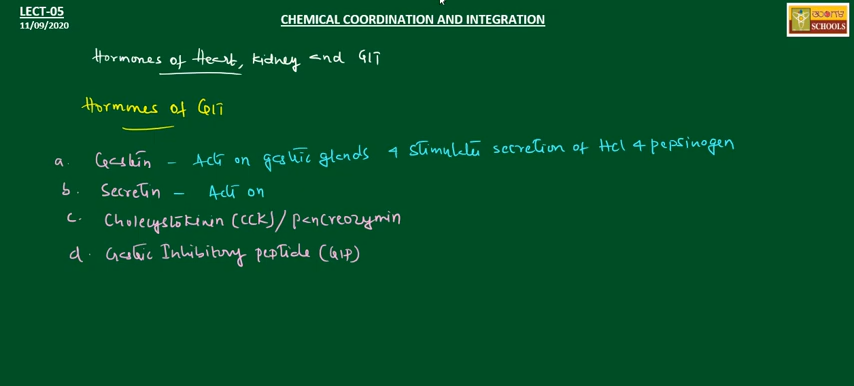 LECT-05
11/09/2020
CHEMICAL COORDINATION AND INTEGRATION
SCHOOLS
Hormones of Heart, Kidney and GIT
Hormones of GIT
a. Gastrin - Acts on gastric glands & stimulates secretion of Hcl & pepsinogen
b. Secretin - Acts on
c. Cholecystokinin (CCK)/pancreozymin
d. Gastric Inhibitory peptide (GIP)